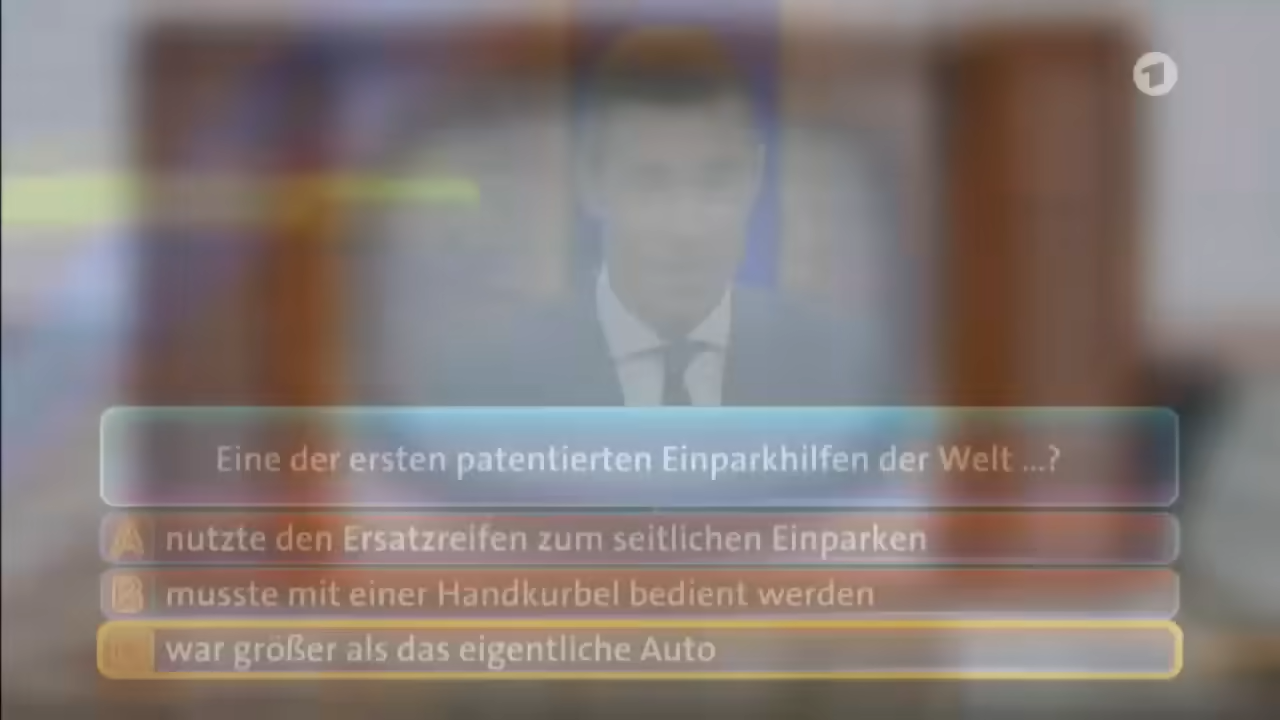 1
Eine der ersten patentierten Einparkhilfen der Welt ...?
A nutzte den Ersatzreifen zum seitlichen Einparken
B musste mit einer Handkurbel bedient werden
war größer als das eigentliche Auto